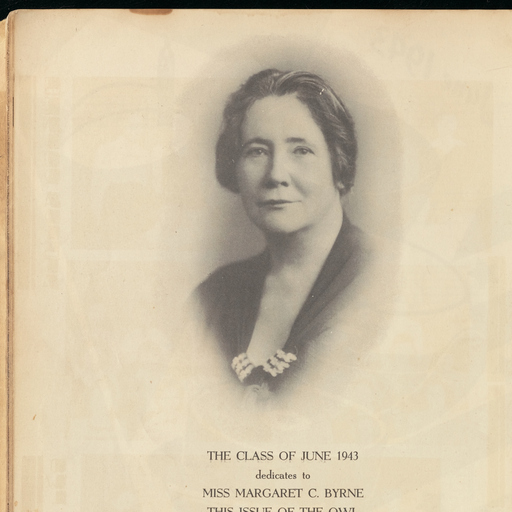 THE CLASS OF JUNE 1943
dedicates to
MISS MARGARET C. BYRNE
THIS ISSUE OF THE OWL